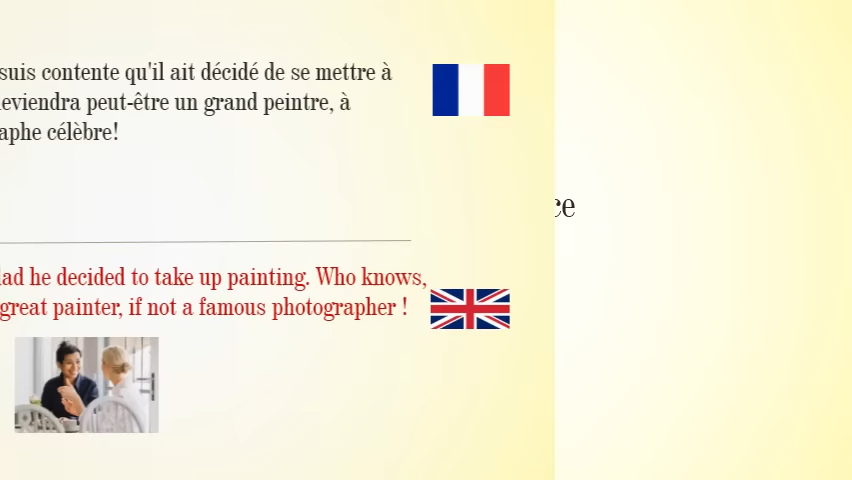 suis contente qu'il ait décidé de se mettre à
deviendra peut-être un grand peintre, à
aphe célèbre!
ce
lad he decided to take up painting. Who knows,
great painter, if not a famous photographer !